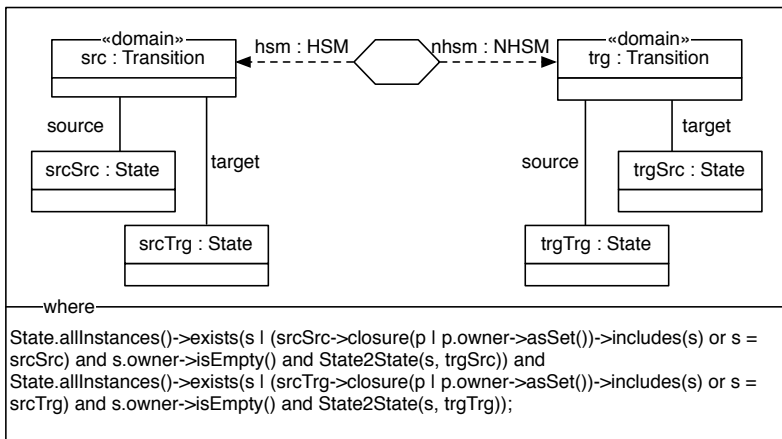 «domain»
src : Transition
hsm : HSM
nhsm : NHSM
«domain»
trg : Transition
source
target
srcSrc : State
srcTrg : State
source
target
trgSrc : State
trgTrg : State
where
State.allInstances()->exists(s | (srcSrc->closure(p | p.owner->asSet())->includes(s) or s =
srcSrc) and s.owner->isEmpty() and State2State(s, trgSrc)) and
State.allInstances()->exists(s | (srcTrg->closure(p | p.owner->asSet())->includes(s) or s =
srcTrg) and s.owner->isEmpty() and State2State(s, trgTrg));